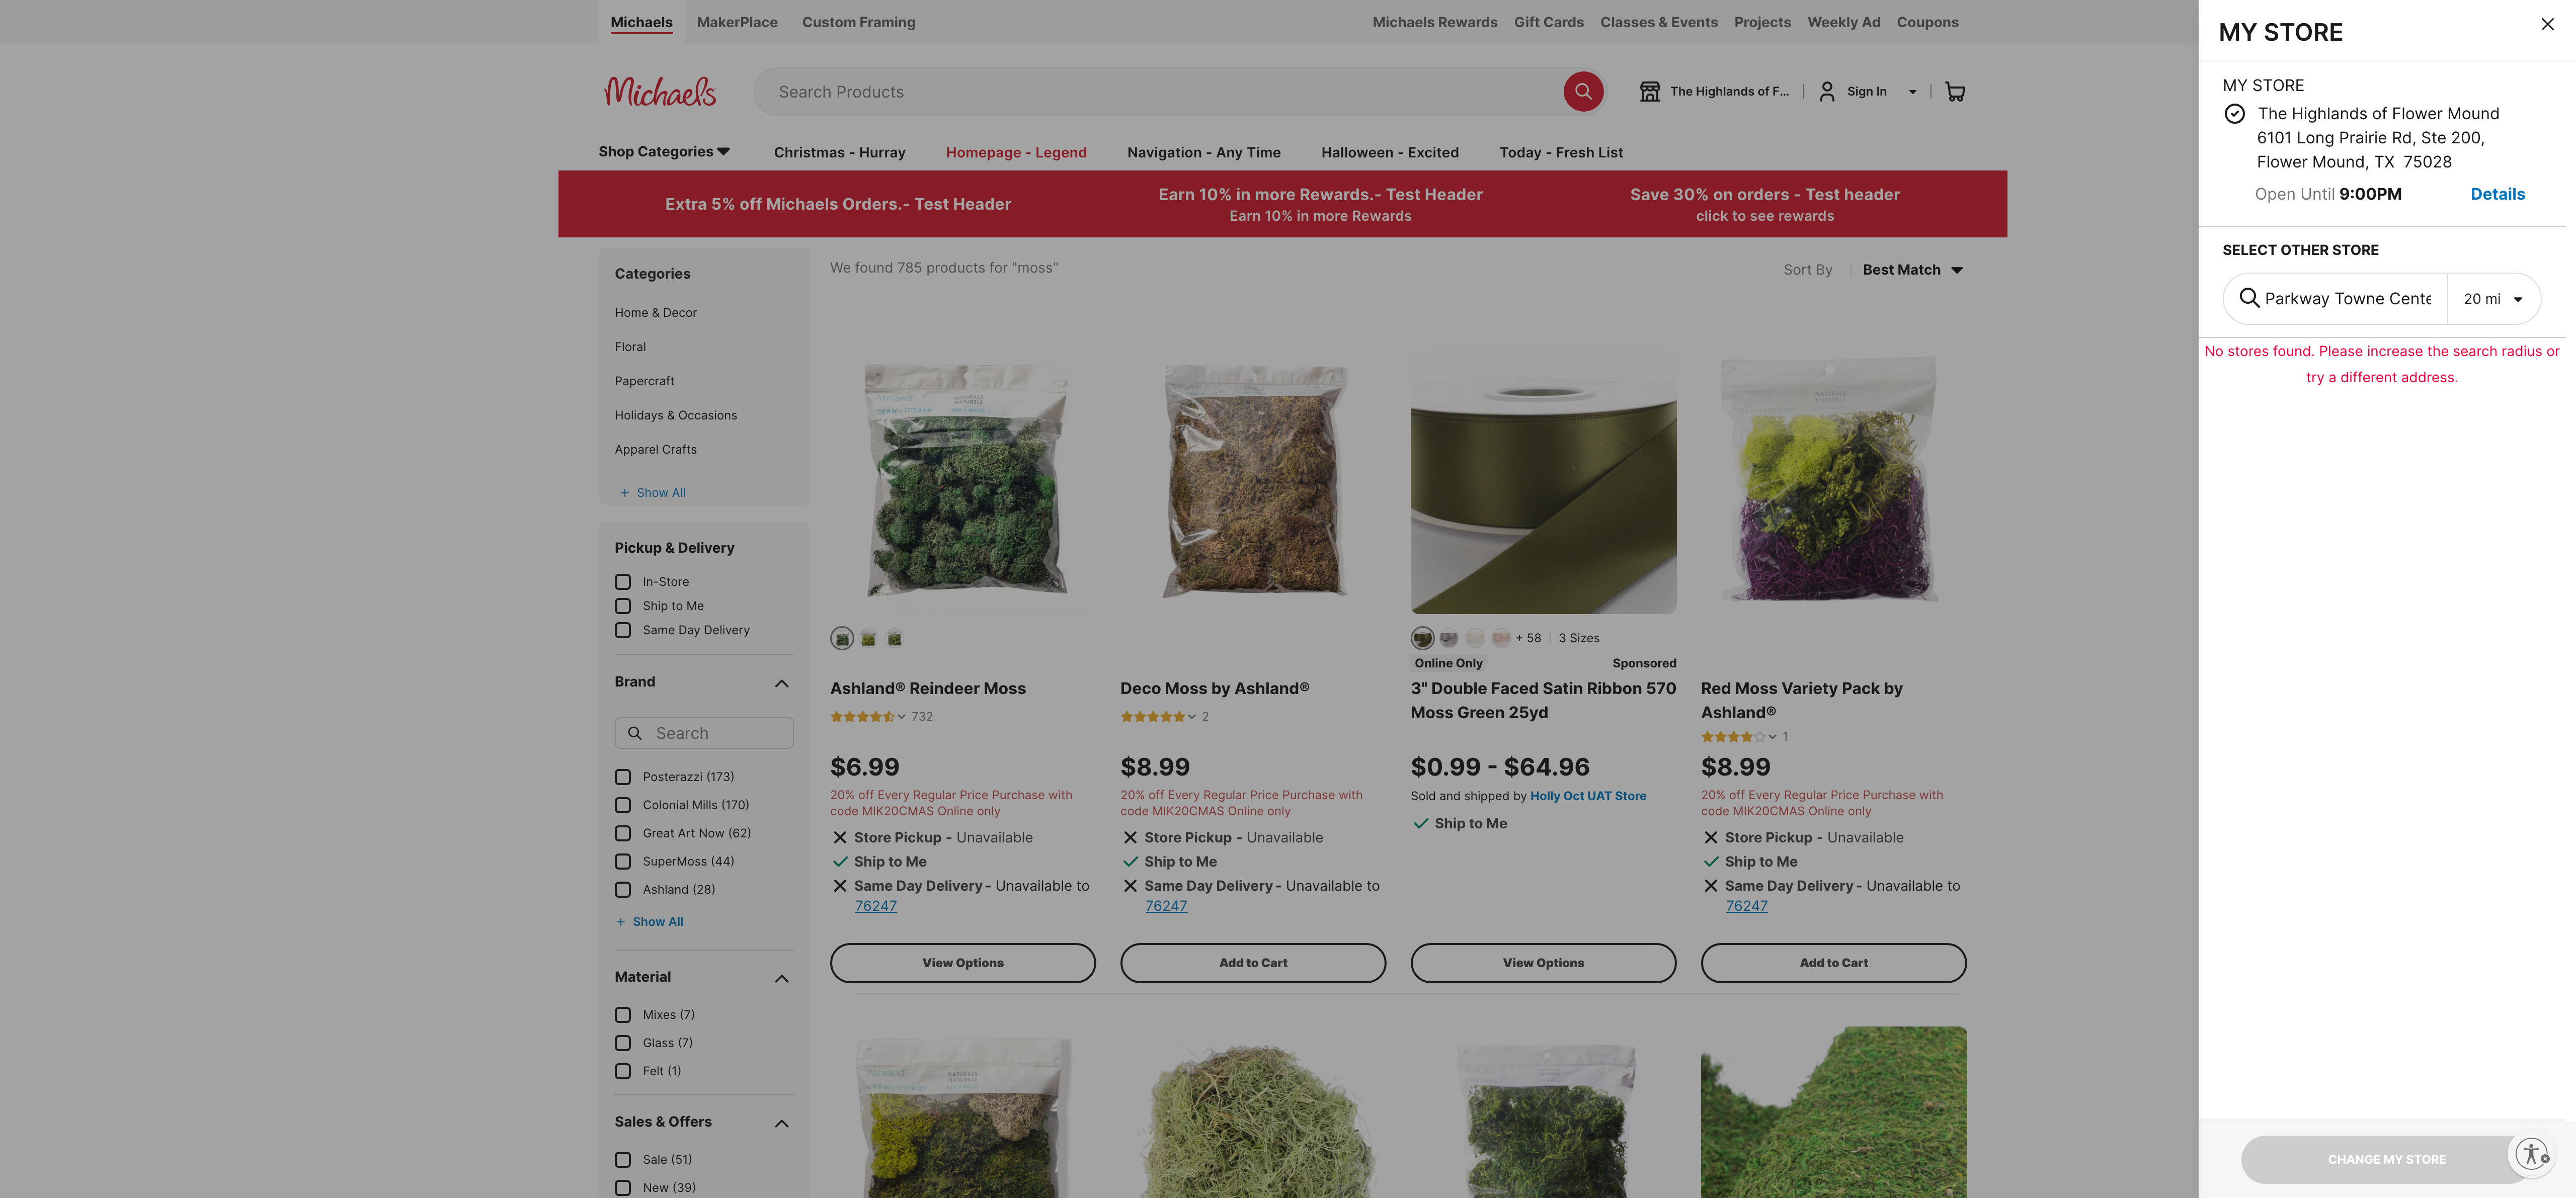 Michaels
MakerPlace
Custom Framing
Michaels Rewards
Gift Cards
Classes & Events
Projects
Weekly Ad
Coupons
Michaels
Search Products
The Highlands of F...
Sign In
Shop Categories
Christmas - Hurray
Homepage - Legend
Navigation - Any Time
Halloween - Excited
Today - Fresh List
Extra 5% off Michaels Orders.- Test Header
Earn 10% in more Rewards.- Test Header
Earn 10% in more Rewards
Save 30% on orders - Test header
click to see rewards
Categories
Home & Decor
Floral
Papercraft
Holidays & Occasions
Apparel Crafts
+ Show All
Pickup & Delivery
In-Store
Ship to Me
Same Day Delivery
Brand
Search
Posterazzi (173)
Colonial Mills (170)
Great Art Now (62)
SuperMoss (44)
Ashland (28)
+ Show All
Material
Mixes (7)
Glass (7)
Felt (1)
Sales & Offers
Sale (51)
New (39)
We found 785 products for "moss"
Sort By
Best Match
Ashland® Reindeer Moss
732
$6.99
20% off Every Regular Price Purchase with
code MIK20CMAS Online only
Store Pickup - Unavailable
Ship to Me
Same Day Delivery - Unavailable to
76247
View Options
Deco Moss by Ashland®
2
$8.99
20% off Every Regular Price Purchase with
code MIK20CMAS Online only
Store Pickup - Unavailable
Ship to Me
Same Day Delivery - Unavailable to
76247
Add to Cart
+ 58
3 Sizes
Online Only
Sponsored
3" Double Faced Satin Ribbon 570
Moss Green 25yd
$0.99 - $64.96
Sold and shipped by Holly Oct UAT Store
Ship to Me
View Options
Red Moss Variety Pack by
Ashland®
1
$8.99
20% off Every Regular Price Purchase with
code MIK20CMAS Online only
Store Pickup - Unavailable
Ship to Me
Same Day Delivery - Unavailable to
76247
Add to Cart
MY STORE
MY STORE
The Highlands of Flower Mound
6101 Long Prairie Rd, Ste 200,
Flower Mound, TX 75028
Open Until 9:00PM
Details
SELECT OTHER STORE
Parkway Towne Cente
20 mi
No stores found. Please increase the search radius or
try a different address.
CHANGE MY STORE